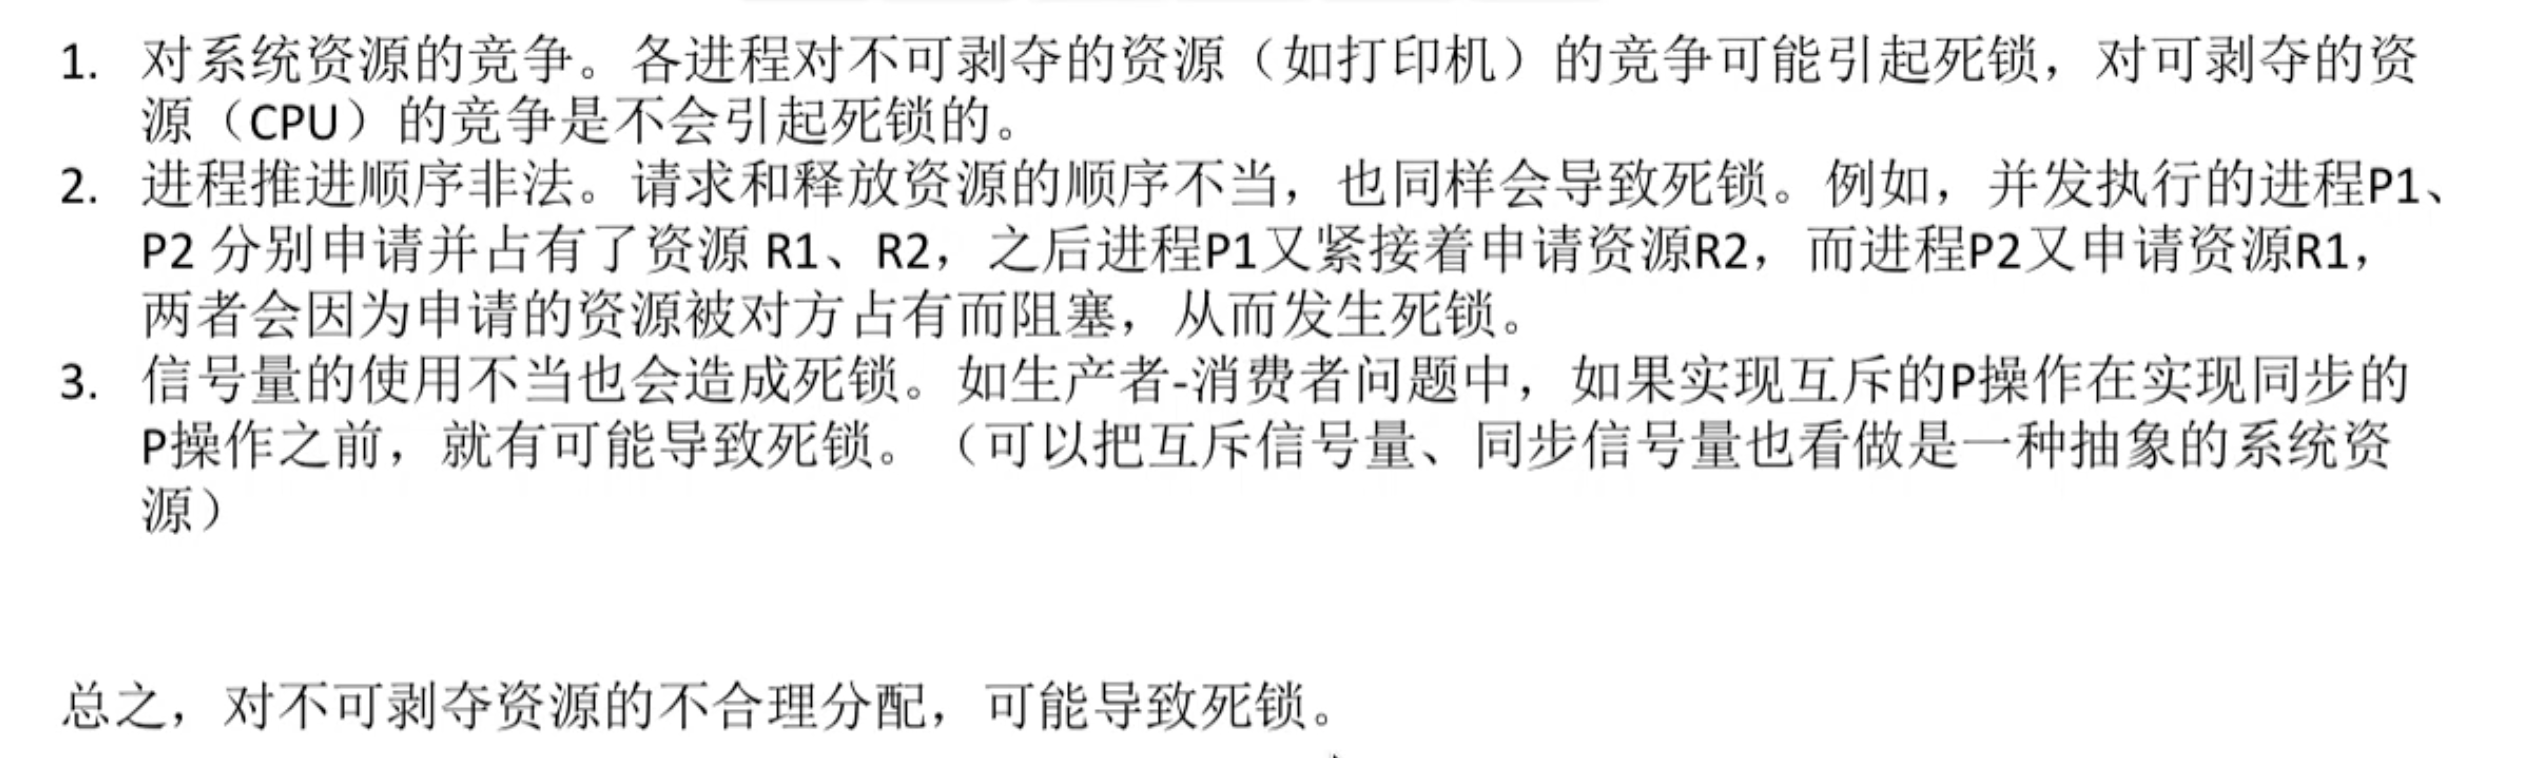 1. 对系统资源的竞争。各进程对不可剥夺的资源（如打印机）的竞争可能引起死锁，对可剥夺的资
源（CPU）的竞争是不会引起死锁的。
2. 进程推进顺序非法。请求和释放资源的顺序不当，也同样会导致死锁。例如，并发执行的进程P1、
P2 分别申请并占有了资源 R1、R2，之后进程P1又紧接着申请资源R2，而进程P2又申请资源R1，
两者会因为申请的资源被对方占有而阻塞，从而发生死锁。
3. 信号量的使用不当也会造成死锁。如生产者-消费者问题中，如果实现互斥的P操作在实现同步的
P操作之前，就有可能导致死锁。（可以把互斥信号量、同步信号量也看做是一种抽象的系统资
源）
总之，对不可剥夺资源的不合理分配，可能导致死锁。